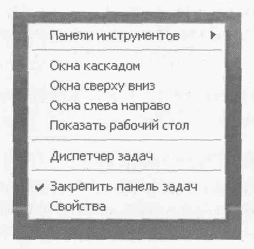 Панели инструментов
Окна каскадом
Окна сверху вниз
Окна слева направо
Показать рабочий стол
Диспетчер задач
Закрепить панель задач
Свойства